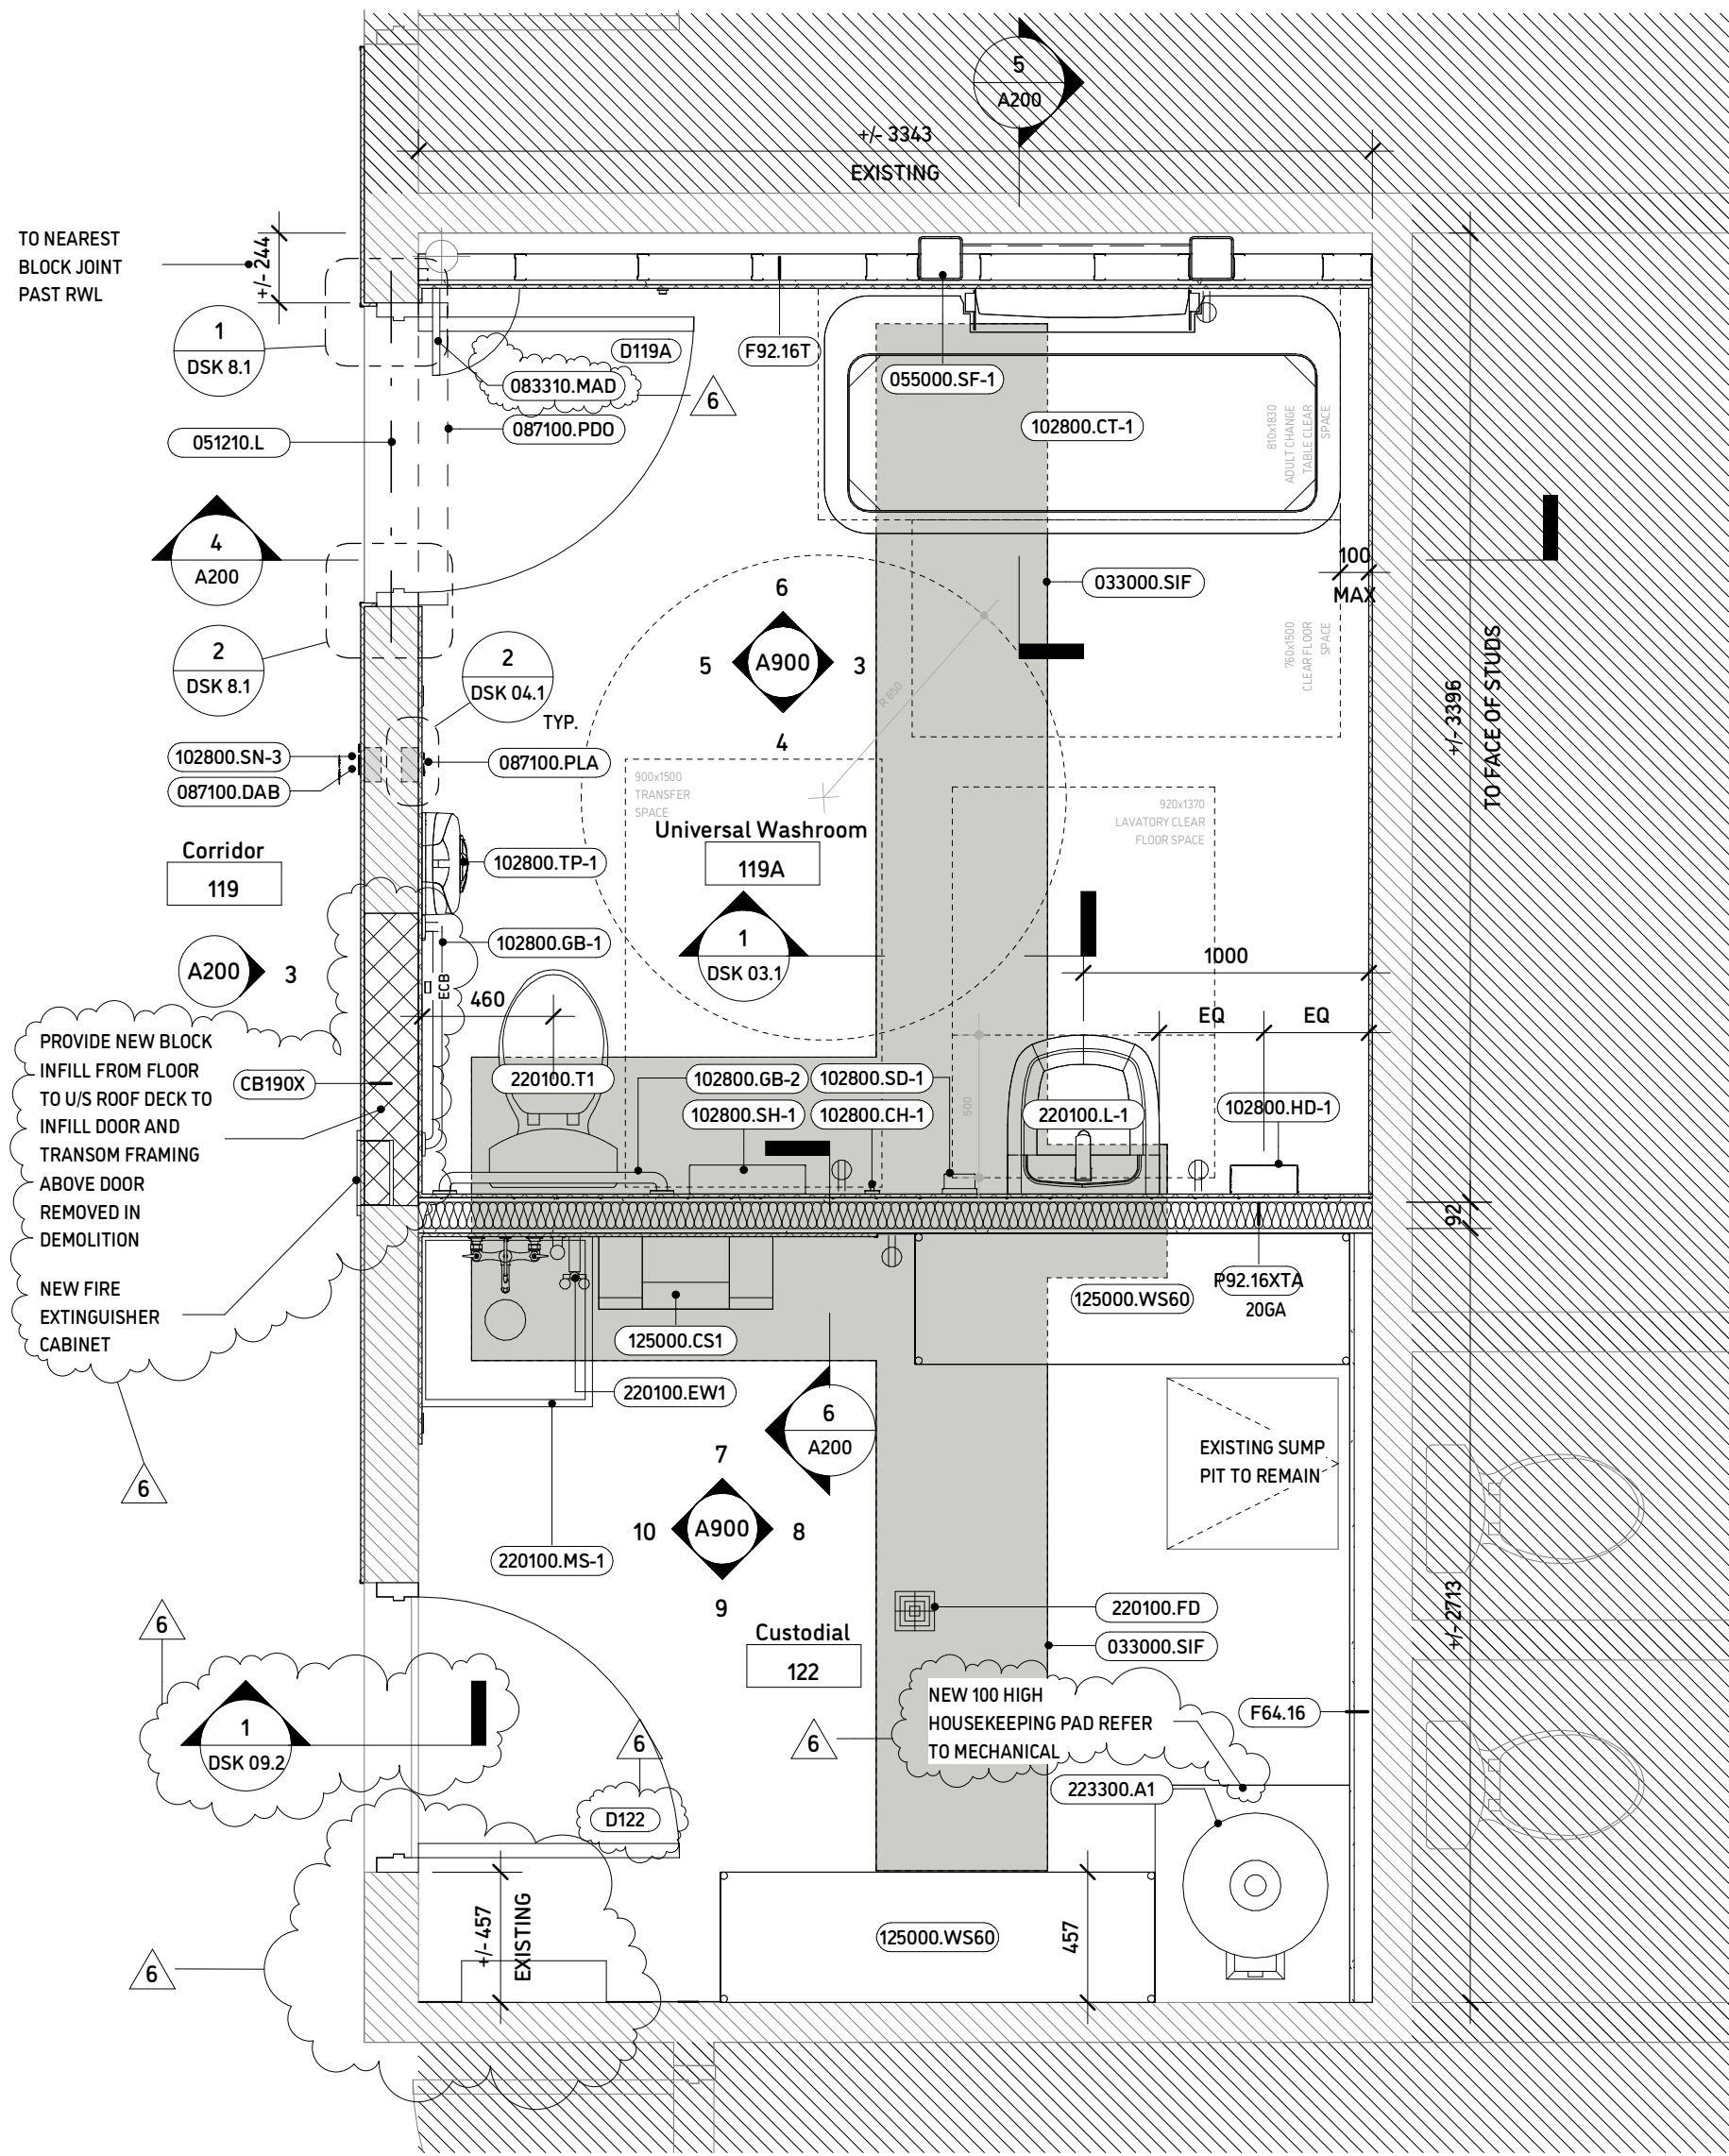 5
A200
+/- 3343
EXISTING
TO NEAREST
BLOCK JOINT
PAST RWL
+/- 244
1
DSK 8.1
D119A
F92.16T
083310.MAD
6
055000.SF-1
087100.PDO
102800.CT-1
810x1830
ADULT CHANGE
TABLE CLEAR
SPACE
051210.L
4
A200
100
MAX
033000.SIF
6
5
A900
3
4
760x1500
CLEAR FLOOR
SPACE
2
DSK 8.1
2
DSK 04.1
TYP.
R 850
+/- 3396
TO FACE OF STUDS
102800.SN-3
087100.DAB
087100.PLA
900x1500
TRANSFER
SPACE
920x1370
LAVATORY CLEAR
FLOOR SPACE
Universal Washroom
119A
Corridor
119
102800.TP-1
102800.GB-1
1
DSK 03.1
A200
3
ECB
460
1000
EQ
EQ
PROVIDE NEW BLOCK
INFILL FROM FLOOR
TO U/S ROOF DECK TO
INFILL DOOR AND
TRANSOM FRAMING
ABOVE DOOR
REMOVED IN
DEMOLITION
CB190X
220100.T1
102800.GB-2
102800.SD-1
102800.SH-1
102800.CH-1
500
220100.L-1
102800.HD-1
92
NEW FIRE
EXTINGUISHER
CABINET
P92.16XTA
20GA
125000.WS60
125000.CS1
220100.EW1
6
A200
6
EXISTING SUMP
PIT TO REMAIN
7
10
A900
8
9
220100.MS-1
220100.FD
033000.SIF
+/- 2713
6
Custodial
122
1
DSK 09.2
6
6
NEW 100 HIGH
HOUSEKEEPING PAD REFER
TO MECHANICAL
F64.16
223300.A1
D122
+/- 457
EXISTING
125000.WS60
457
6